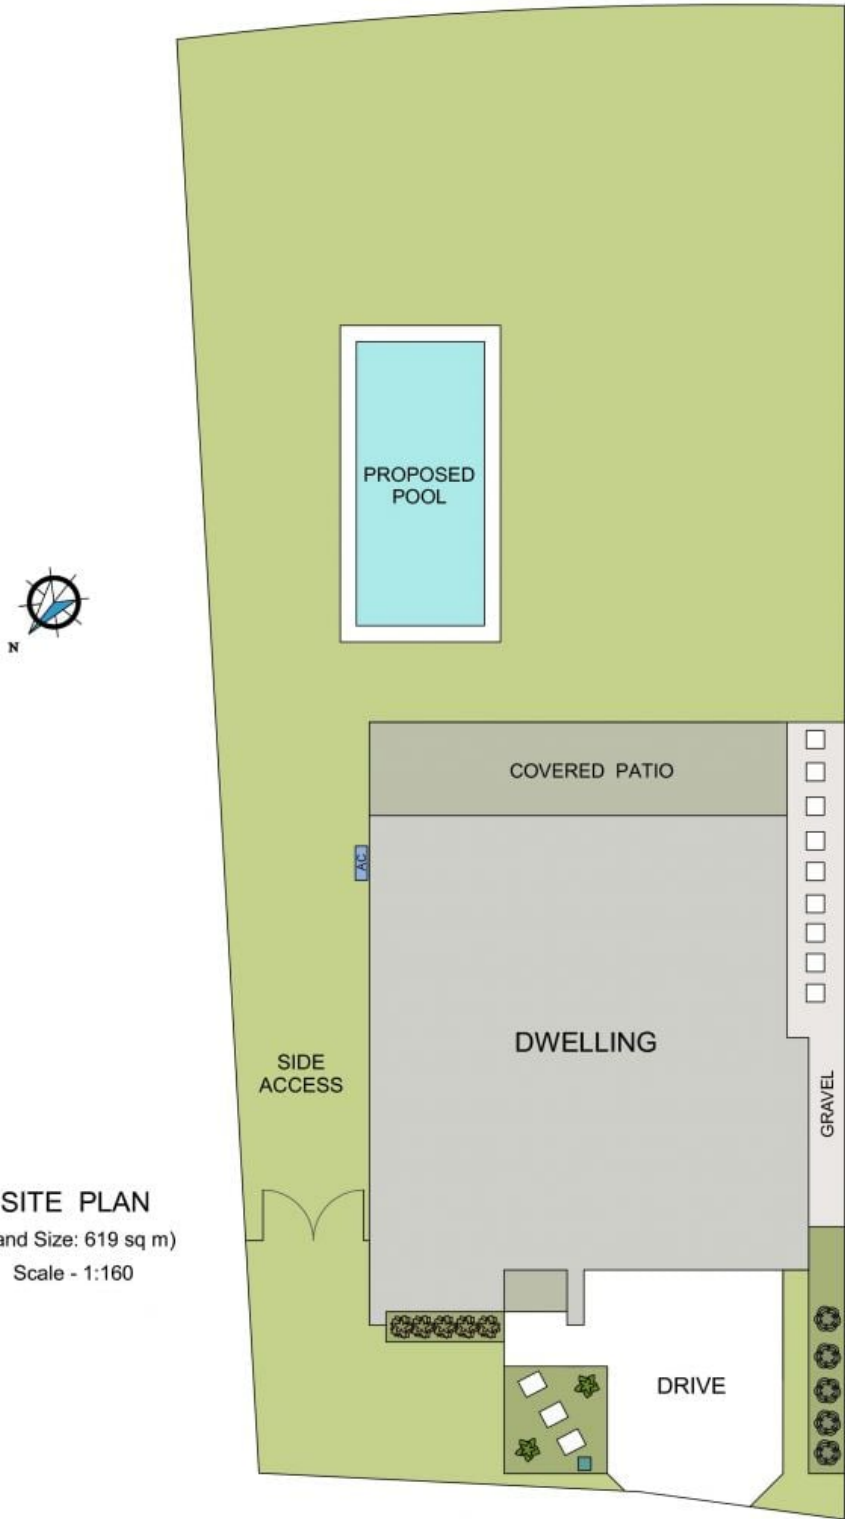 PROPOSED
POOL
N
COVERED PATIO
AC
DWELLING
SIDE
ACCESS
GRAVEL
SITE PLAN
and Size: 619 sq m)
Scale - 1:160
DRIVE